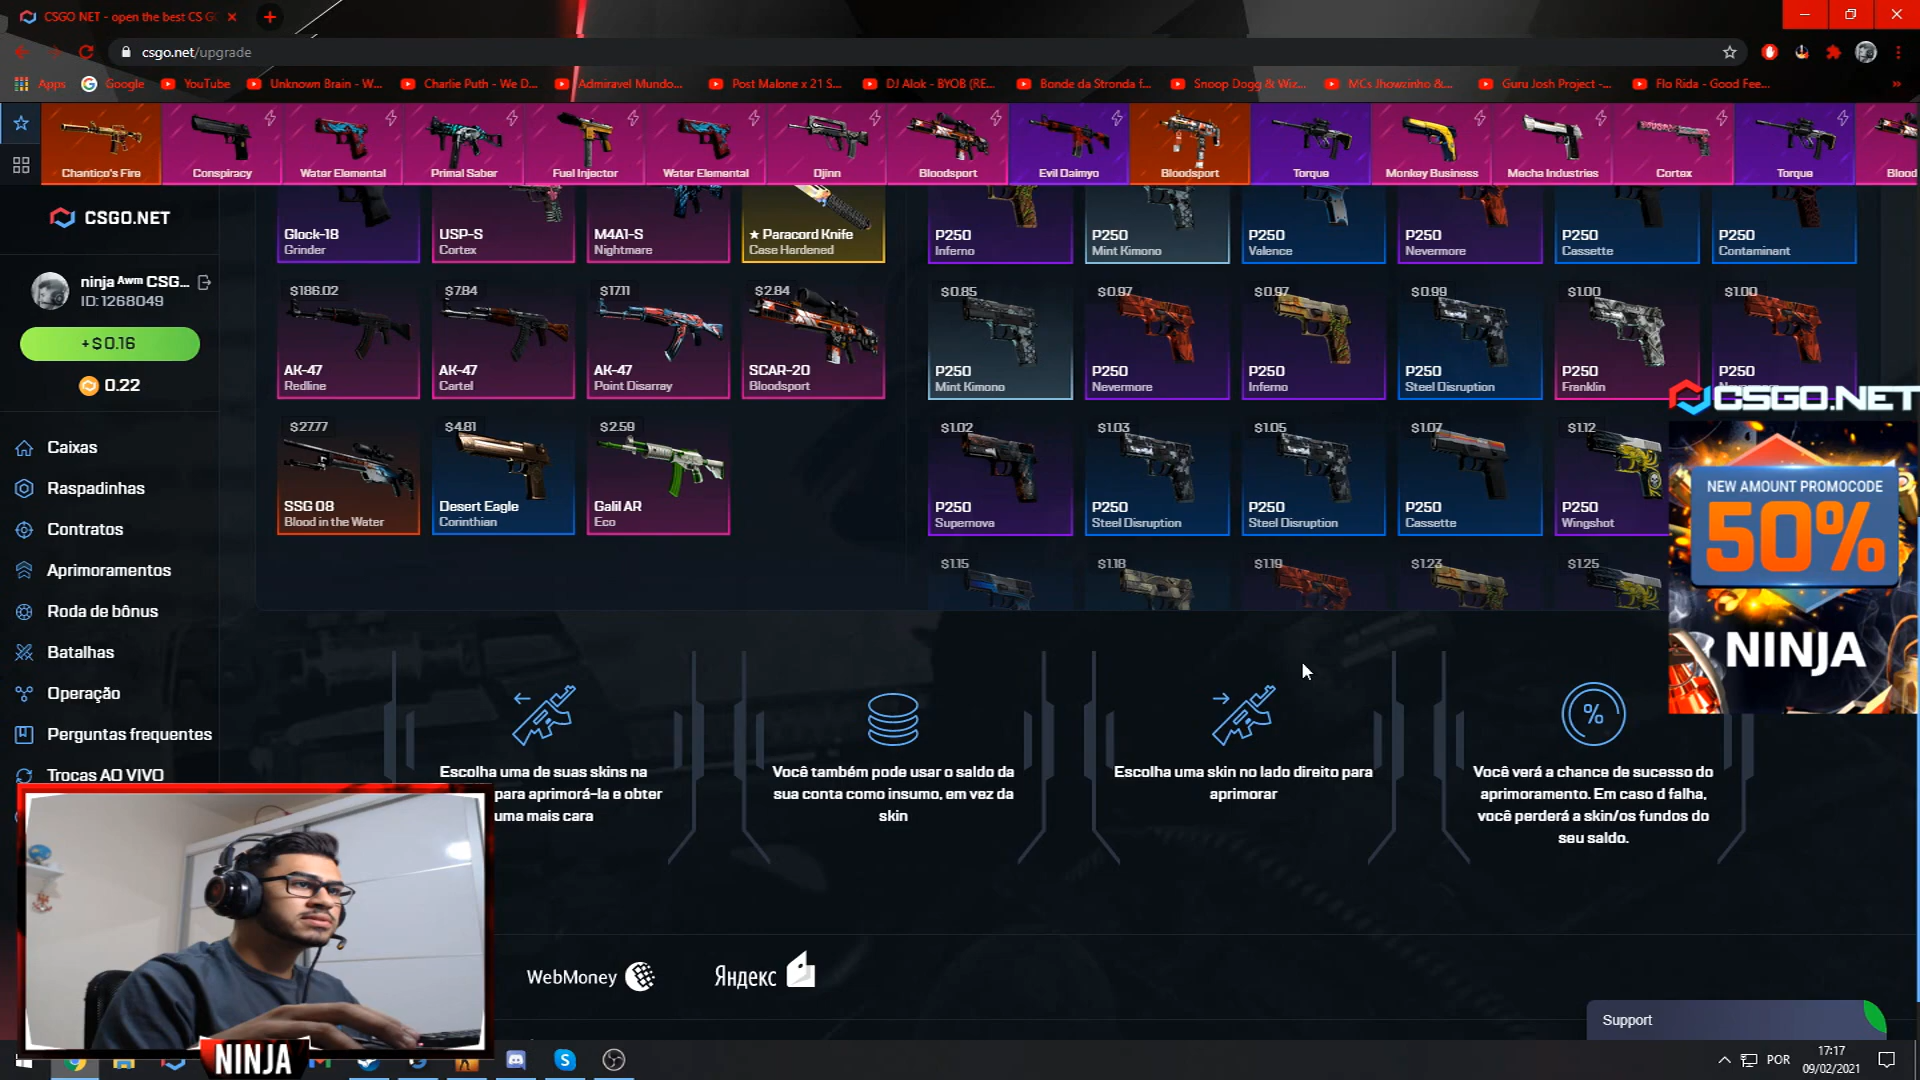 CSGO NET - open the best CS G
csgo.net/upgrade
Apps
Google
YouTube
Unknown Brain - W...
Charlie Puth - We D...
Admiravel Mundo...
Post Malone x 21 S...
DJ Alok - BYOB (RE...
Bonde da Stronda f...
Snoop Dogg & Wiz...
MCs Jhowzinho &...
Guru Josh Project -...
Flo Rida - Good Fee...
Chantico's Fire
Conspiracy
Water Elemental
Primal Saber
Fuel Injector
Water Elemental
Djinn
Bloodsport
Evil Daimyo
Bloodsport
Torque
Monkey Business
Mecha Industries
Cortex
Torque
Blood
CSGO.NET
ninja ᴬʷᵐ CSG...
ID: 1268049
+$0.16
0.22
Caixas
Raspadinhas
Contratos
Aprimoramentos
Roda de bônus
Batalhas
Operação
Perguntas frequentes
Trocas AO VIVO
Glock-18
Grinder
USP-S
Cortex
M4A1-S
Nightmare
★ Paracord Knife
Case Hardened
$186.02
AK-47
Redline
$7.84
AK-47
Cartel
$17.11
AK-47
Point Disarray
$2.84
SCAR-20
Bloodsport
$27.77
SSG 08
Blood in the Water
$4.81
Desert Eagle
Corinthian
$2.59
Galil AR
Eco
P250
Inferno
P250
Mint Kimono
P250
Valence
P250
Nevermore
P250
Cassette
P250
Contaminant
$0.85
P250
Mint Kimono
$0.97
P250
Nevermore
$0.97
P250
Inferno
$0.99
P250
Steel Disruption
$1.00
P250
Franklin
$1.00
P250
$1.02
P250
Supernova
$1.03
P250
Steel Disruption
$1.05
P250
Steel Disruption
$1.07
P250
Cassette
$1.12
P250
Wingshot
$1.15
$1.18
$1.19
$1.23
$1.25
CSGO.NET
NEW AMOUNT PROMOCODE
50%
NINJA
Escolha uma de suas skins na
para aprimorá-la e obter
uma mais cara
Você também pode usar o saldo da
sua conta como insumo, em vez da
skin
Escolha uma skin no lado direito para
aprimorar
Você verá a chance de sucesso do
aprimoramento. Em caso d falha,
você perderá a skin/os fundos do
seu saldo.
WebMoney
Яндекс
Support
NINJA
POR
17:17
09/02/2021